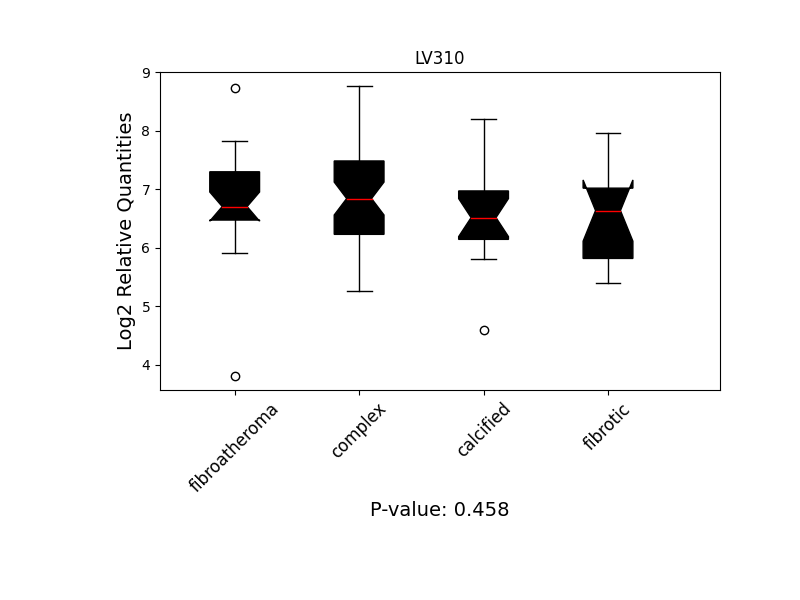 LV310
Log2 Relative Quantities
9
8
7
6
5
4
fibroatheroma
complex
calcified
fibrotic
P-value: 0.458